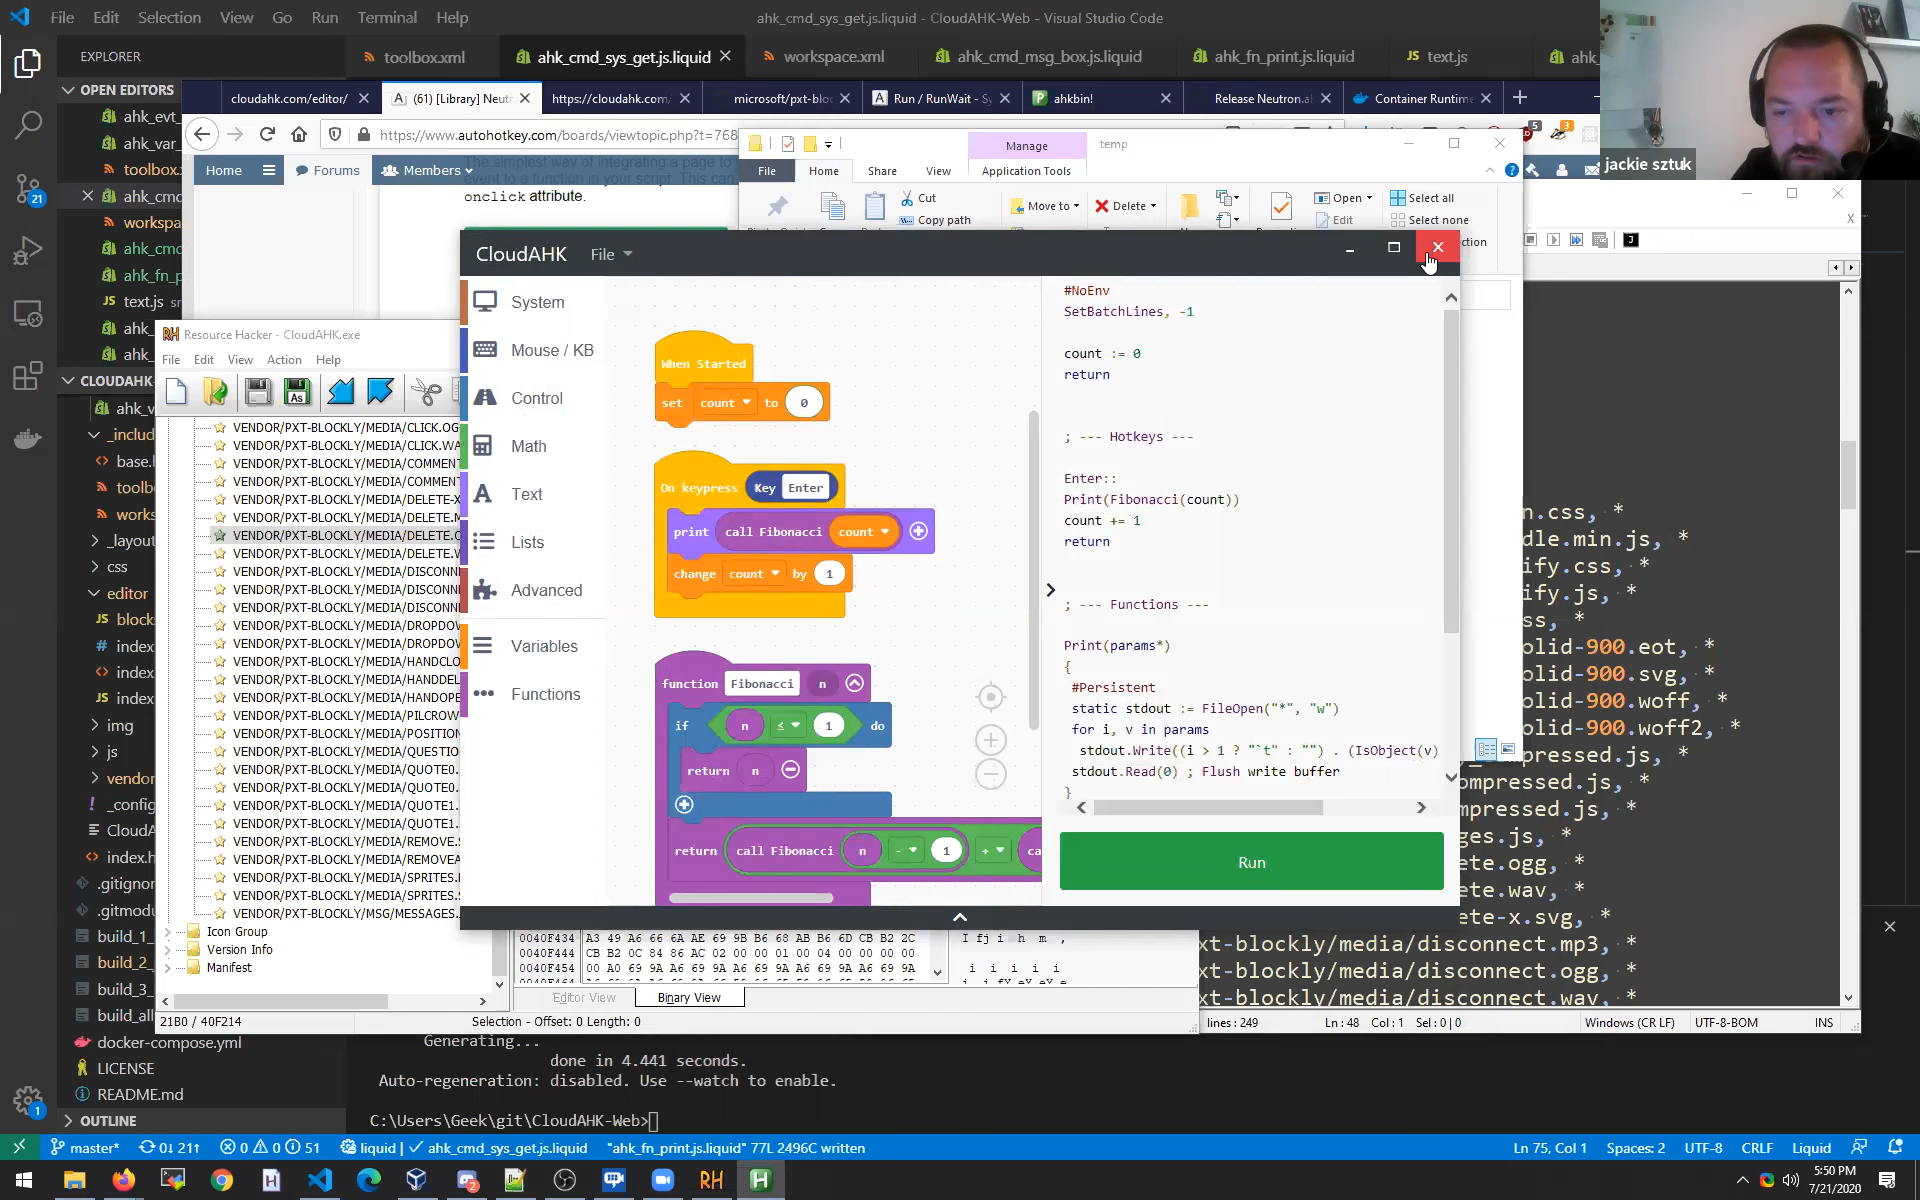 File Edit Selection View Go Run Terminal Help
ahk_cmd_sys_get.js.liquid - CloudAHK-Web - Visual Studio Code
EXPLORER
toolbox.xml
ahk_cmd_sys_get.js.liquid
workspace.xml
ahk_cmd_msg_box.js.liquid
ahk_fn_print.js.liquid
text.js
OPEN EDITORS
cloudahk.com/editor/
(61) [Library] Neutr
https://cloudahk.com
microsoft/pxt-blo
Run / RunWait - Sy
ahkbin!
Release Neutron.a
Container Runtime
https://www.autohotkey.com/boards/viewtopic.php?t=768
Home
Forums
Members
The simplest way of integrating a page to
event to a function in your script. This can
onclick attribute.
Manage
temp
File Home Share View Application Tools
Cut
Copy path
Move to
Delete
Open
Edit
Select all
Select none
jackie sztuk
ahk_evt_
ahk_var_
toolbox
ahk_cmd
workspa
ahk_cmd
ahk_fn_p
text.js
ahk_
ahk_
CLOUDAHK
ahk_v
_includ
base.l
toolb
works
_layout
css
editor
block
index
index
index
img
js
vendor
_config
CloudA
index.h
.gitignor
.gitmodu
build_1_
build_2_
build_3_
build_all
docker-compose.yml
LICENSE
README.md
OUTLINE
21
1
Resource Hacker - CloudAHK.exe
File Edit View Action Help
As
VENDOR/PXT-BLOCKLY/MEDIA/CLICK.OG
VENDOR/PXT-BLOCKLY/MEDIA/CLICK.WA
VENDOR/PXT-BLOCKLY/MEDIA/COMMENT
VENDOR/PXT-BLOCKLY/MEDIA/COMMENT
VENDOR/PXT-BLOCKLY/MEDIA/DELETE-X
VENDOR/PXT-BLOCKLY/MEDIA/DELETE.M
VENDOR/PXT-BLOCKLY/MEDIA/DELETE.O
VENDOR/PXT-BLOCKLY/MEDIA/DELETE.W
VENDOR/PXT-BLOCKLY/MEDIA/DISCONNE
VENDOR/PXT-BLOCKLY/MEDIA/DISCONNE
VENDOR/PXT-BLOCKLY/MEDIA/DISCONNE
VENDOR/PXT-BLOCKLY/MEDIA/DROPDOW
VENDOR/PXT-BLOCKLY/MEDIA/DROPDOW
VENDOR/PXT-BLOCKLY/MEDIA/HANDCLO
VENDOR/PXT-BLOCKLY/MEDIA/HANDDEL
VENDOR/PXT-BLOCKLY/MEDIA/HANDOPE
VENDOR/PXT-BLOCKLY/MEDIA/PILCROW
VENDOR/PXT-BLOCKLY/MEDIA/POSITION
VENDOR/PXT-BLOCKLY/MEDIA/QUESTIO
VENDOR/PXT-BLOCKLY/MEDIA/QUOTE0.
VENDOR/PXT-BLOCKLY/MEDIA/QUOTE0.
VENDOR/PXT-BLOCKLY/MEDIA/QUOTE1.
VENDOR/PXT-BLOCKLY/MEDIA/QUOTE1.
VENDOR/PXT-BLOCKLY/MEDIA/REMOVE.S
VENDOR/PXT-BLOCKLY/MEDIA/REMOVEA
VENDOR/PXT-BLOCKLY/MEDIA/SPRITES.
VENDOR/PXT-BLOCKLY/MEDIA/SPRITES.
VENDOR/PXT-BLOCKLY/MSG/MESSAGES.
Icon Group
Version Info
Manifest
21B0 / 40F214
Selection - Offset: 0 Length: 0
Editor View
Binary View
0040F434 A3 49 A6 66 6A AE 69 9B B6 68 AB B6 6D CB B2 2C
0040F444 CB B2 0C 84 86 AC 02 00 00 01 00 04 00 00 00 00
0040F454 00 A0 69 9A A6 69 9A A6 69 9A A6 69 9A A6 69 9A
CloudAHK
File
System
Mouse / KB
Control
Math
Text
Lists
Advanced
Variables
Functions
When Started
set count to 0
On keypress Key Enter
print call Fibonacci count
change count by 1
function Fibonacci n
if n ≤ 1 do
return n
return call Fibonacci n - 1 + ca
#NoEnv
SetBatchLines, -1
count := 0
return
; --- Hotkeys ---
Enter::
Print(Fibonacci(count))
count += 1
return
; --- Functions ---
Print(params*)
{
#Persistent
static stdout := FileOpen("*", "w")
for i, v in params
stdout.Write((i > 1 ? "`t" : "") . (IsObject(v)
stdout.Read(0) ; Flush write buffer
}
Run
n.css, *
dle.min.js, *
ify.css, *
ify.js, *
ss, *
olid-900.eot, *
olid-900.svg, *
olid-900.woff, *
olid-900.woff2, *
pressed.js, *
ompressed.js, *
mpressed.js, *
ges.js, *
ete.ogg, *
ete.wav, *
ete-x.svg, *
xt-blockly/media/disconnect.mp3, *
xt-blockly/media/disconnect.ogg, *
xt-blockly/media/disconnect.wav, *
lines : 249
Ln : 48 Col : 1 Sel : 0 | 0
Windows (CR LF)
UTF-8-BOM
INS
Generating...
done in 4.441 seconds.
Auto-regeneration: disabled. Use --watch to enable.
C:\Users\Geek\git\CloudAHK-Web>
master*
0↓ 21↑
0 0 51
liquid | ✓ ahk_cmd_sys_get.js.liquid
"ahk_fn_print.js.liquid" 77L 2496C written
Ln 75, Col 1
Spaces: 2
UTF-8
CRLF
Liquid
5:50 PM
7/21/2020